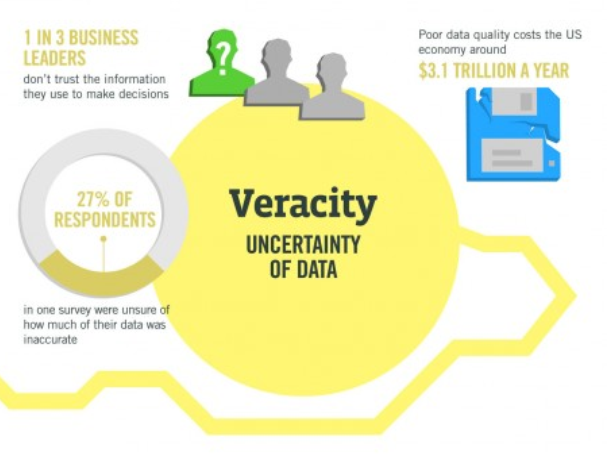 1 IN 3 BUSINESS
LEADERS
don't trust the information
they use to make decisions
?
Poor data quality costs the US
economy around
$3.1 TRILLION A YEAR
27% OF
RESPONDENTS
in one survey were unsure of
how much of their data was
inaccurate
Veracity
UNCERTAINTY
OF DATA